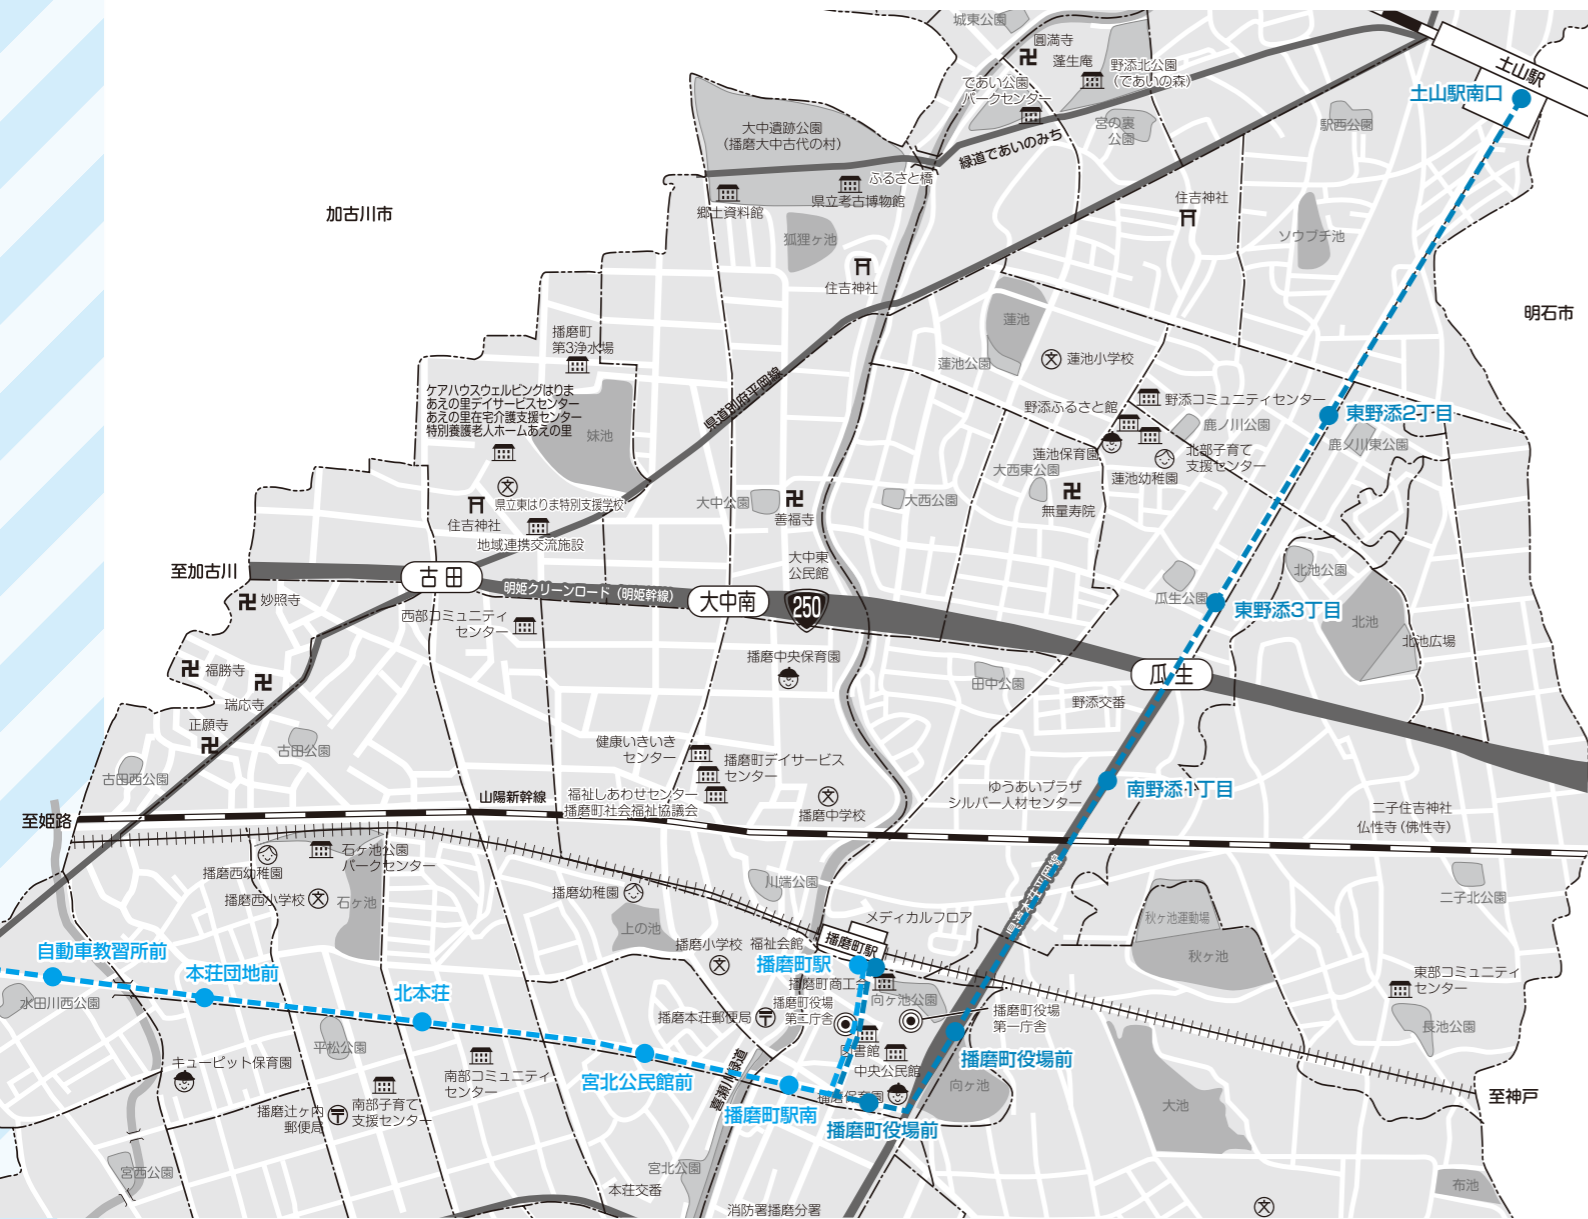 城東公園
圓満寺
蓬生庵
野添北公園
（であいの森）
土山駅
土山駅南口
であい公園
パークセンター
宮の裏
公園
駅西公園
大中遺跡公園
（播磨大中古代の村）
緑道であいのみち
ふるさと橋
県立考古博物館
郷土資料館
加古川市
住吉神社
狐狸ヶ池
ソウブチ池
住吉神社
明石市
蓮池
播磨町
第3浄水場
蓮池公園
蓮池小学校
県道別府平岡線
ケアハウスウェルビングはりま
あえの里デイサービスセンター
あえの里在宅介護支援センター
特別養護老人ホームあえの里
妹池
野添コミュニティセンター
野添ふるさと館
東野添2丁目
鹿ノ川公園
鹿ノ川東公園
蓮池保育園
北部子育て
支援センター
大西東公園
蓮池幼稚園
県立東はりま特別支援学校
大中公園
大西公園
無量寿院
善福寺
住吉神社
地域連携交流施設
大中東
公民館
至加古川
古田
明姫クリーンロード（明姫幹線）
大中南
250
北池公園
瓜生公園
東野添3丁目
北池
北池広場
妙照寺
西部コミュニティ
センター
播磨中央保育園
福勝寺
瓜生
田中公園
瑞応寺
野添交番
正願寺
古田公園
健康いきいき
センター
播磨町デイサービス
センター
古田西公園
福祉しあわせセンター
播磨町社会福祉協議会
ゆうあいプラザ
シルバー人材センター
南野添1丁目
山陽新幹線
播磨中学校
二子住吉神社
仏性寺（佛性寺）
至姫路
石ヶ池公園
パークセンター
播磨西幼稚園
播磨西小学校
石ヶ池
播磨幼稚園
川端公園
県道本荘平岡線
二子北公園
メディカルフロア
秋ヶ池運動場
上の池
播磨小学校
福祉会館
播磨町駅
秋ヶ池
自動車教習所前
本荘団地前
北本荘
播磨町駅
播磨町商工会
東部コミュニティ
センター
水田川西公園
播磨町役場
第二庁舎
向ヶ池公園
播磨本荘郵便局
播磨町役場
第一庁舎
長池公園
平松公園
図書館
中央公民館
播磨町役場前
キューピット保育園
南部コミュニティ
センター
宮北公民館前
喜瀬川緑道
播磨保育園
向ヶ池
至神戸
南部子育て
支援センター
播磨辻ヶ内
郵便局
播磨町駅南
播磨町役場前
大池
宮西公園
宮北公園
本荘交番
布池
消防署播磨分署